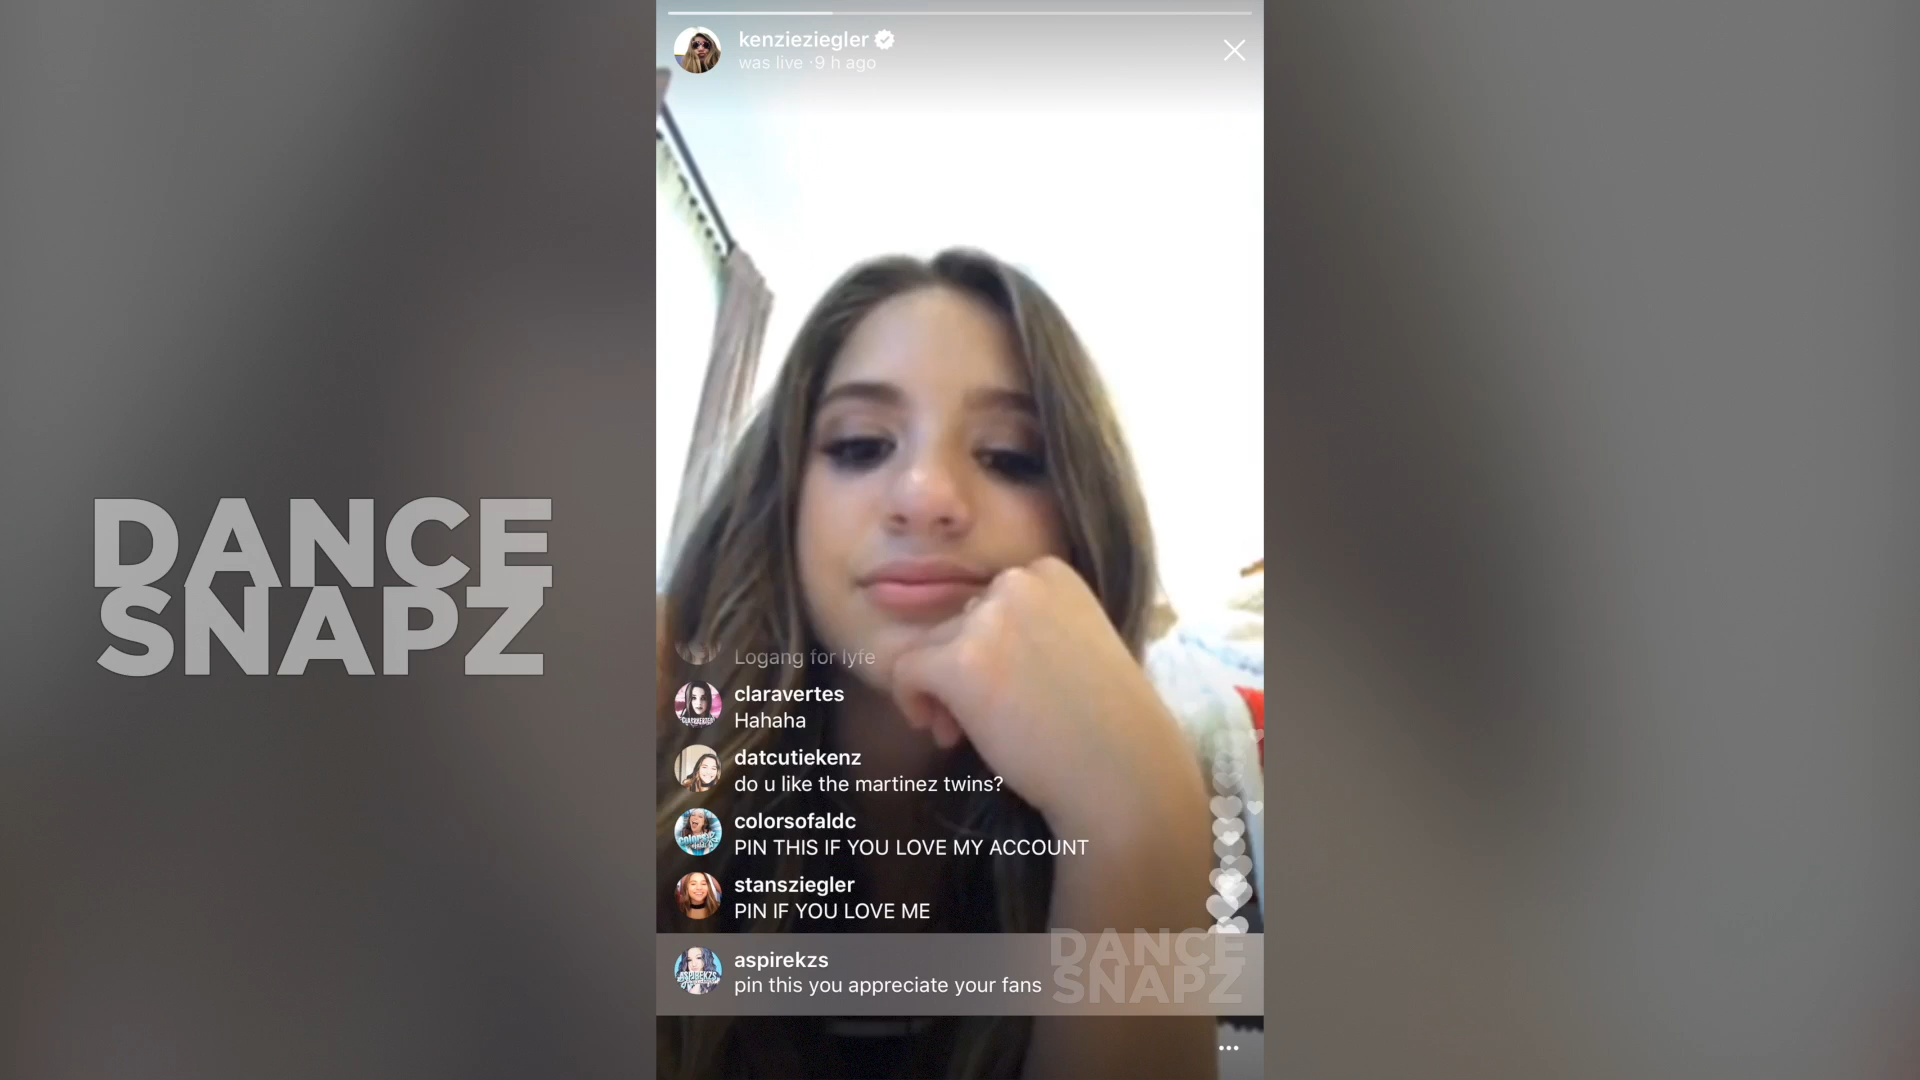 kenzieziegler
was live · 9 h ago
DANCE
SNAPZ
Logang for lyfe
claravertes
Hahaha
datcutiekenz
do u like the martinez twins?
colorsofaldc
PIN THIS IF YOU LOVE MY ACCOUNT
stansziegler
PIN IF YOU LOVE ME
aspirekzs
pin this you appreciate your fans
DANCE
SNAPZ